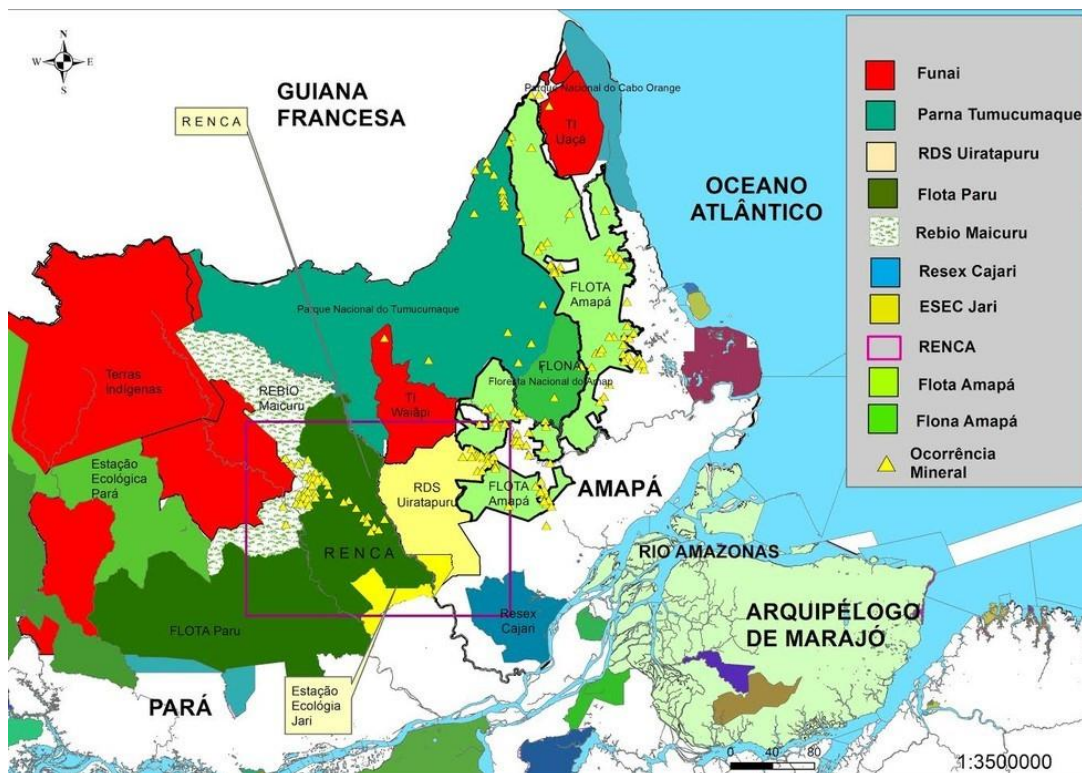 N
W
E
S
GUIANA
FRANCESA
RENCA
Parque Nacional do Cabo Orange
TI
Uaçá
OCEANO
ATLÂNTICO
FLOTA
Amapá
Parque Nacional do Tumucumaque
FLONA
Floresta Nacional do Amap
Terras
indígenas
REBIO
Maicuru
TI
Waiãpi
Estação
Ecológica
Pará
RDS
Uiratapuru
FLOTA
Amapá
AMAPÁ
RENCA
RIO AMAZONAS
FLOTA Paru
Resex
Cajari
ARQUIPÉLOGO
DE MARAJÓ
PARÁ
Estação
Ecológia
Jari
Funai
Parna Tumucumaque
RDS Uiratapuru
Flota Paru
Rebio Maicuru
Resex Cajari
ESEC Jari
RENCA
Flota Amapá
Flona Amapá
Ocorrência
Mineral
0 40 80
1:3500000